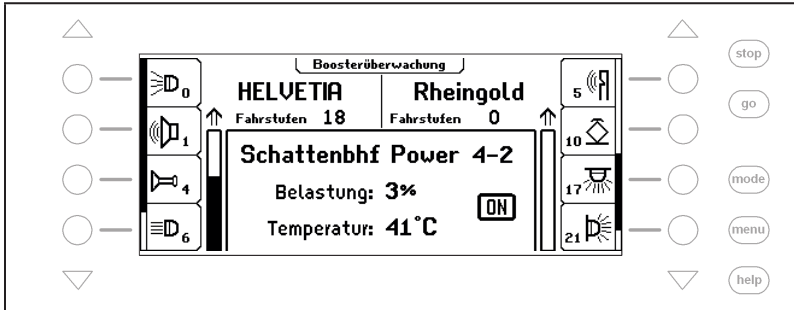 Boosterüberwachung
HELVETIA Rheingold
Fahrstufen 18 Fahrstufen 0
Schattenbhf Power 4-2
Belastung: 3%
ON
Temperatur: 41°C
0
1
4
6
5
10
17
21
stop
go
mode
menu
help